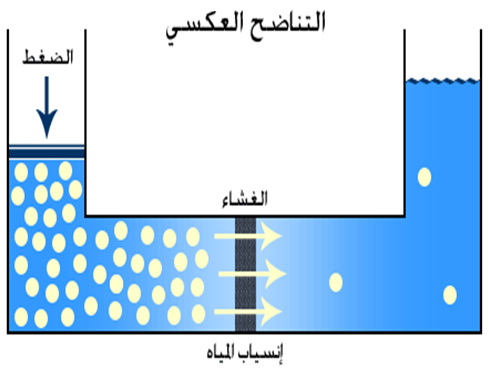 التناضح العكسي
الضغط
الغشاء
إنسياب المياه